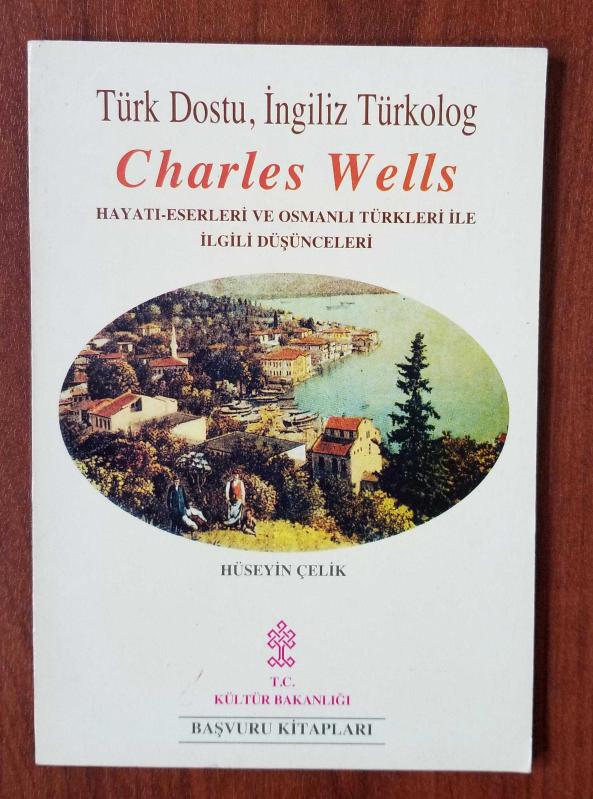 Türk Dostu, İngiliz Türkolog
Charles Wells
HAYATI-ESERLERİ VE OSMANLI TÜRKLERİ İLE
İLGİLİ DÜŞÜNCELERİ
HÜSEYİN ÇELİK
T.C.
KÜLTÜR BAKANLIĞI
BAŞVURU KİTAPLARI